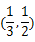 (1/3, 1/2)